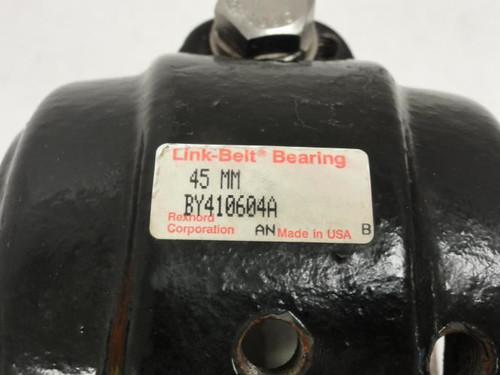 Link-Belt® Bearing
45 MM
BY410604A
Rexnord
Corporation AN Made in USA B